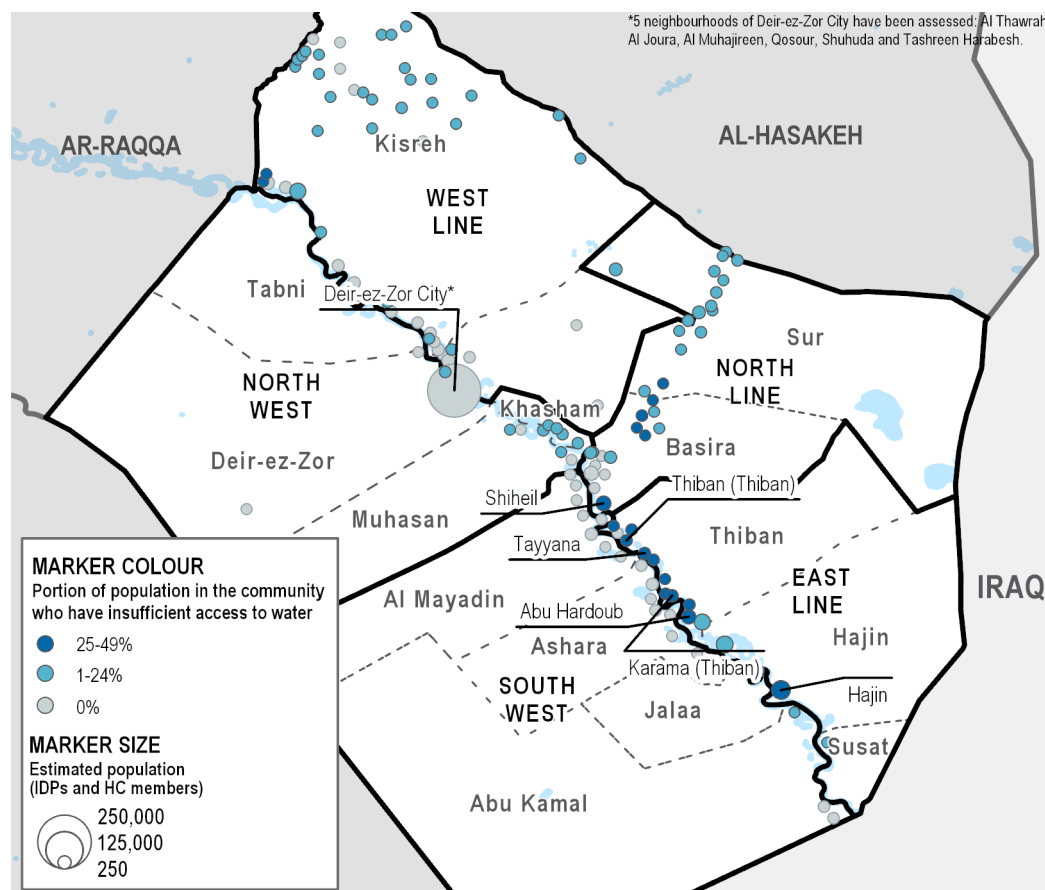 *5 neighbourhoods of Deir-ez-Zor City have been assessed: Al Thawrah
Al Joura, Al Muhajireen, Qosour, Shuhuda and Tashreen Harabesh.
AR-RAQQA
AL-HASAKEH
Kisreh
WEST
LINE
Tabni
Deir-ez-Zor City*
Sur
NORTH
WEST
NORTH
LINE
Khasham
Basira
Deir-ez-Zor
Shiheil
Thiban (Thiban)
Muhasan
Tayyana
Thiban
Al Mayadin
Abu Hardoub
EAST
LINE
IRAQ
Ashara
Hajin
Karama (Thiban)
SOUTH
WEST
Jalaa
Hajin
Susat
Abu Kamal
MARKER COLOUR
Portion of population in the community
who have insufficient access to water
25-49%
1-24%
0%
MARKER SIZE
Estimated population
(IDPs and HC members)
250,000
125,000
250